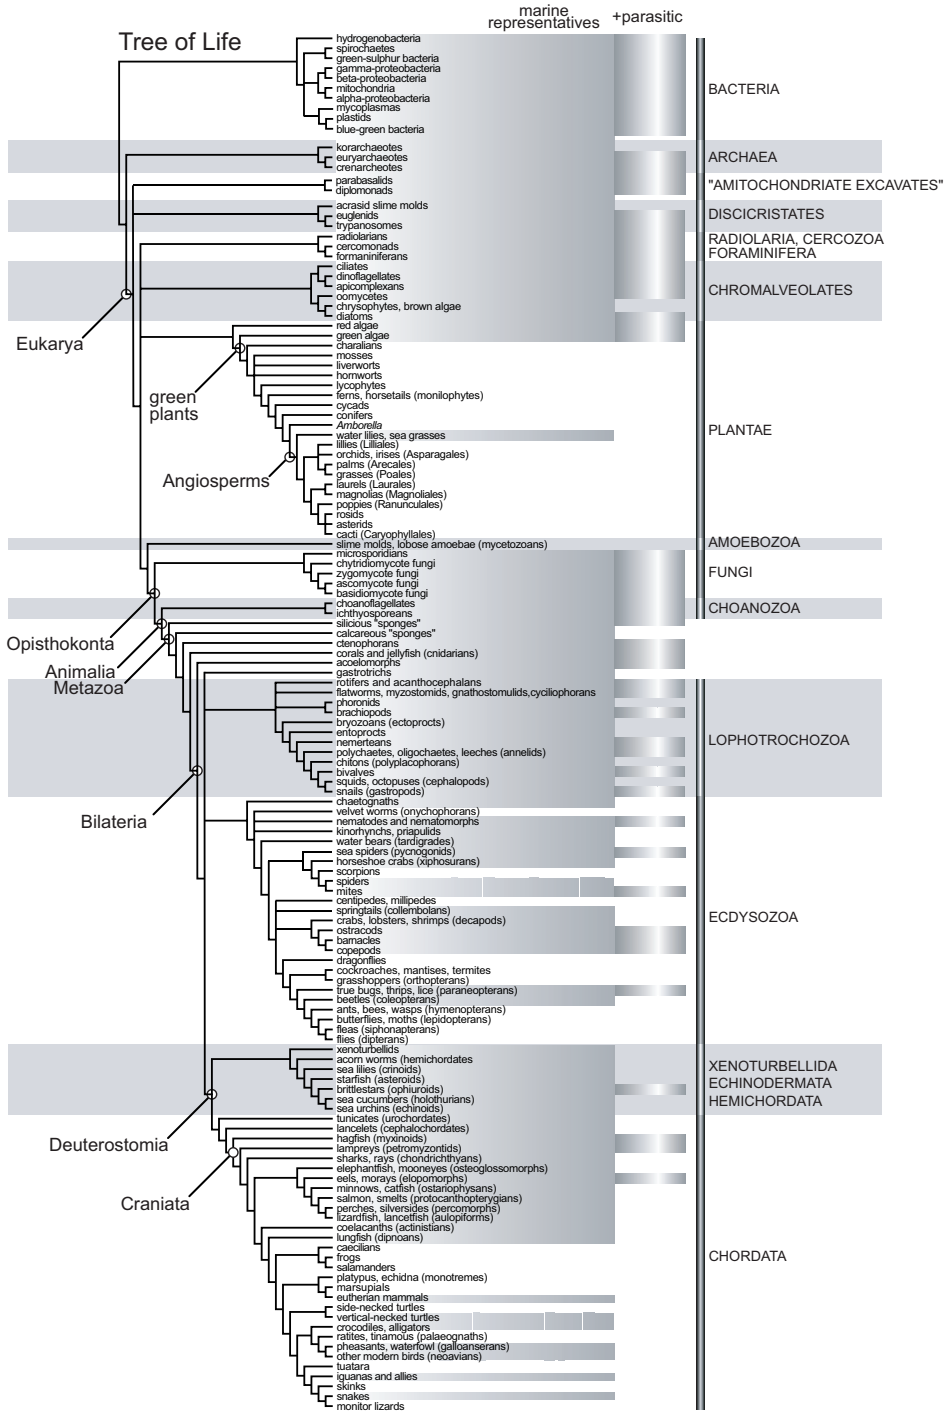 marine
representatives
+parasitic
Tree of Life
hydrogenobacteria
spirochaetes
green-sulphur bacteria
gamma-proteobacteria
beta-proteobacteria
mitochondria
alpha-proteobacteria
mycoplasmas
plastids
blue-green bacteria
BACTERIA
korarchaeotes
euryarchaeotes
crenarcheotes
ARCHAEA
parabasalids
diplomonads
"AMITOCHONDRIATE EXCAVATES"
acrasid slime molds
euglenids
trypanosomes
DISCICRISTATES
radiolarians
cercomonads
formaniniferans
RADIOLARIA, CERCOZOA
FORAMINIFERA
ciliates
dinoflagellates
apicomplexans
oomycetes
chrysophytes, brown algae
diatoms
CHROMALVEOLATES
Eukarya
red algae
green algae
charalians
mosses
liverworts
hornworts
lycophytes
ferns, horsetails (monilophytes)
cycads
conifers
Amborella
water lilies, sea grasses
lillies (Lilliales)
orchids, irises (Asparagales)
palms (Arecales)
grasses (Poales)
laurels (Laurales)
magnolias (Magnoliales)
poppies (Ranunculales)
rosids
asterids
cacti (Caryophyllales)
green
plants
Angiosperms
PLANTAE
slime molds, lobose amoebae (mycetozoans)
AMOEBOZOA
microsporidians
chytridiomycote fungi
zygomycote fungi
ascomycote fungi
basidiomycote fungi
FUNGI
choanoflagellates
ichthyosporeans
CHOANOZOA
Opisthokonta
Animalia
Metazoa
silicious "sponges"
calcareous "sponges"
ctenophorans
corals and jellyfish (cnidarians)
acoelomorphs
gastrotrichs
rotifers and acanthocephalans
flatworms, myzostomids, gnathostomulids,cyciliophorans
phoronids
brachiopods
bryozoans (ectoprocts)
entoprocts
nemerteans
polychaetes, oligochaetes, leeches (annelids)
chitons (polyplacophorans)
bivalves
squids, octopuses (cephalopods)
snails (gastropods)
LOPHOTROCHOZOA
Bilateria
chaetognaths
velvet worms (onychophorans)
nematodes and nematomorphs
kinorhynchs, priapulids
water bears (tardigrades)
sea spiders (pycnogonids)
horseshoe crabs (xiphosurans)
scorpions
spiders
mites
centipedes, millipedes
springtails (collembolans)
crabs, lobsters, shrimps (decapods)
ostracods
barnacles
copepods
dragonflies
cockroaches, mantises, termites
grasshoppers (orthopterans)
true bugs, thrips, lice (paraneopterans)
beetles (coleopterans)
ants, bees, wasps (hymenopterans)
butterflies, moths (lepidopterans)
fleas (siphonapterans)
flies (dipterans)
ECDYSOZOA
xenoturbellids
acorn worms (hemichordates
sea lilies (crinoids)
starfish (asteroids)
brittlestars (ophiuroids)
sea cucumbers (holothurians)
sea urchins (echinoids)
XENOTURBELLIDA
ECHINODERMATA
HEMICHORDATA
Deuterostomia
Craniata
tunicates (urochordates)
lancelets (cephalochordates)
hagfish (myxinoids)
lampreys (petromyzontids)
sharks, rays (chondrichthyans)
elephantfish, mooneyes (osteoglossomorphs)
eels, morays (elopomorphs)
minnows, catfish (ostariophysans)
salmon, smelts (protocanthopterygians)
perches, silversides (percomorphs)
lizardfish, lancetfish (aulopiforms)
coelacanths (actinistians)
lungfish (dipnoans)
caecilians
frogs
salamanders
platypus, echidna (monotremes)
marsupials
eutherian mammals
side-necked turtles
vertical-necked turtles
crocodiles, alligators
ratites, tinamous (palaeognaths)
pheasants, waterfowl (galloanserans)
other modern birds (neoavians)
tuatara
iguanas and allies
skinks
snakes
monitor lizards
CHORDATA